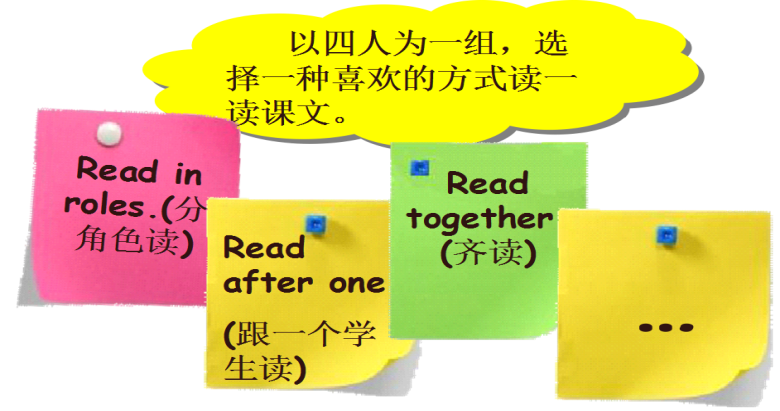 以四人为一组，选
择一种喜欢的方式读一
读课文。
Read in
roles.(分
角色读)
Read
after one
(跟一个学
生读)
Read
together
(齐读)
...